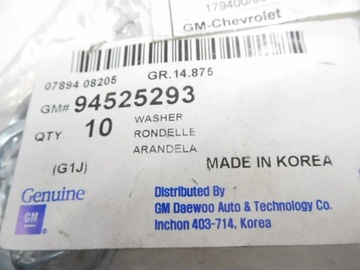 179400/
GM-Chevrolet
07894 08205 GR.14.875
GM# 94525293
QTY 10 WASHER
RONDELLE
ARANDELA
(G1J) MADE IN KOREA
Genuine
GM
Distributed By
GM Daewoo Auto & Technology Co.
Inchon 403-714, Korea